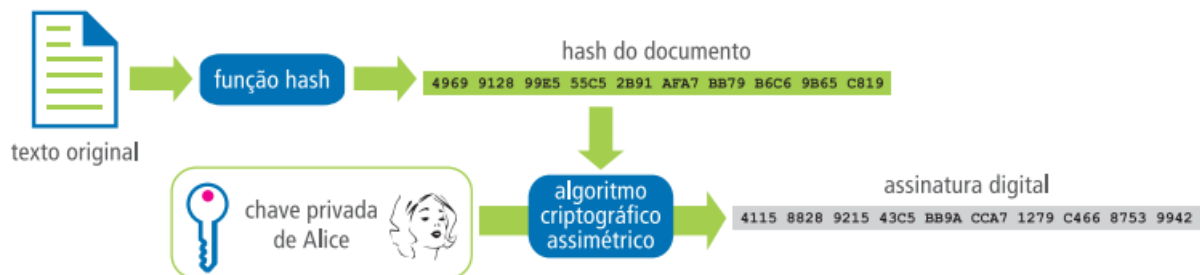 hash do documento
função hash
4969 9128 99E5 55C5 2B91 AFA7 BB79 B6C6 9B65 C819
texto original
chave privada
de Alice
algoritmo
criptográfico
assimétrico
assinatura digital
4115 8828 9215 43C5 BB9A CCA7 1279 C466 8753 9942